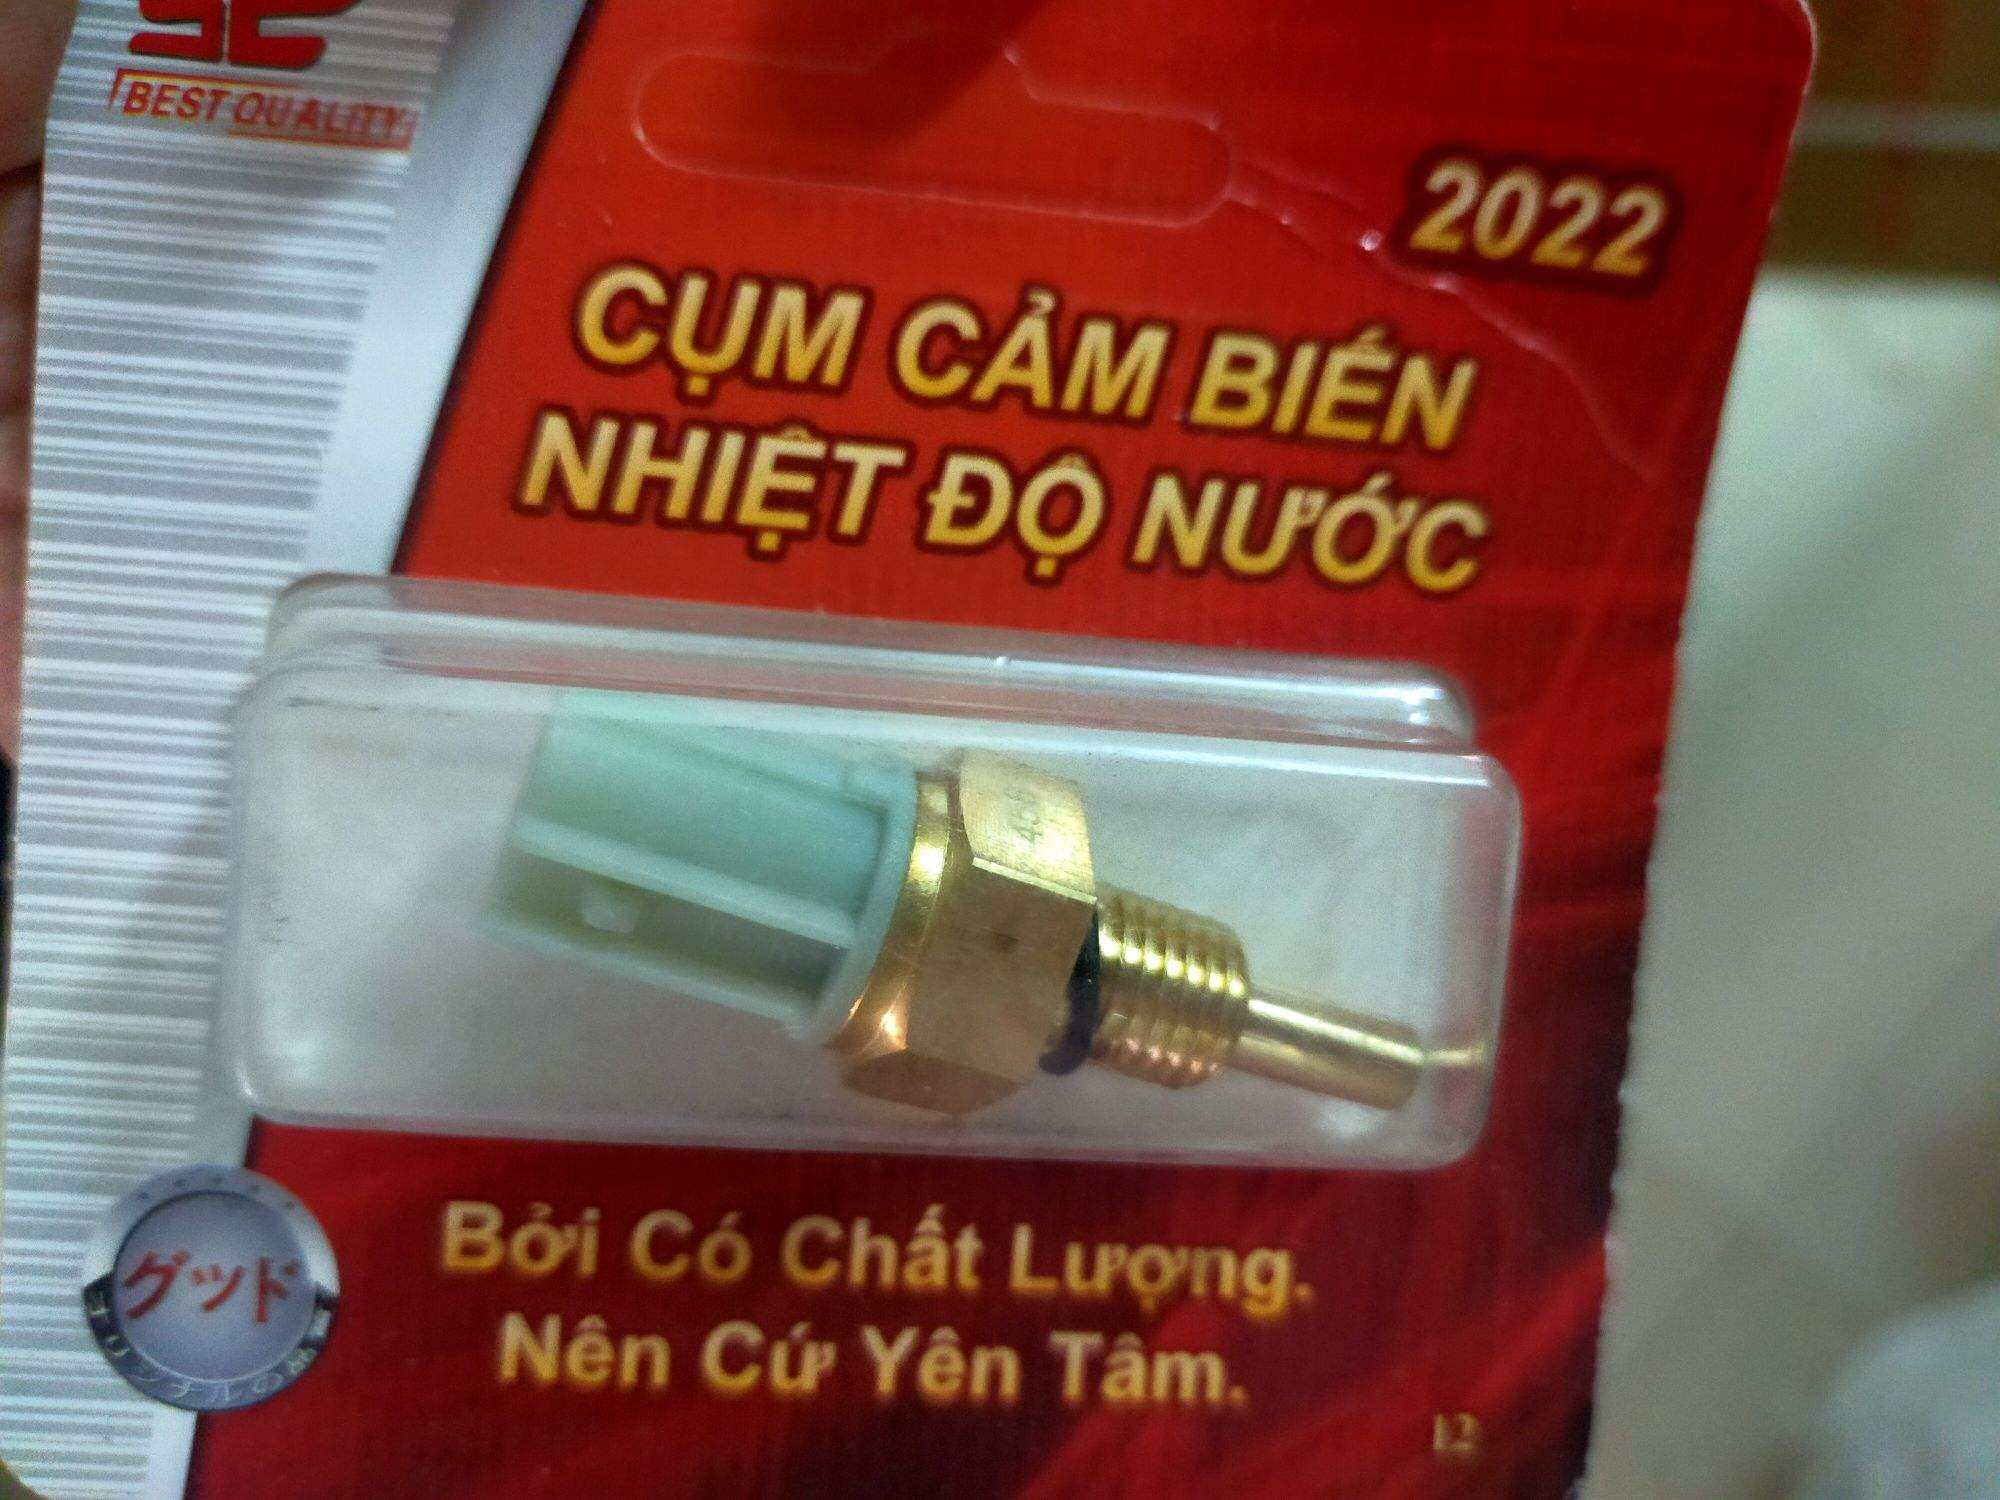 BEST QUALITY
2022
CỤM CẢM BIẾN
NHIỆT ĐỘ NƯỚC
Bởi Có Chất Lượng.
Nên Cứ Yên Tâm.
グッド
12